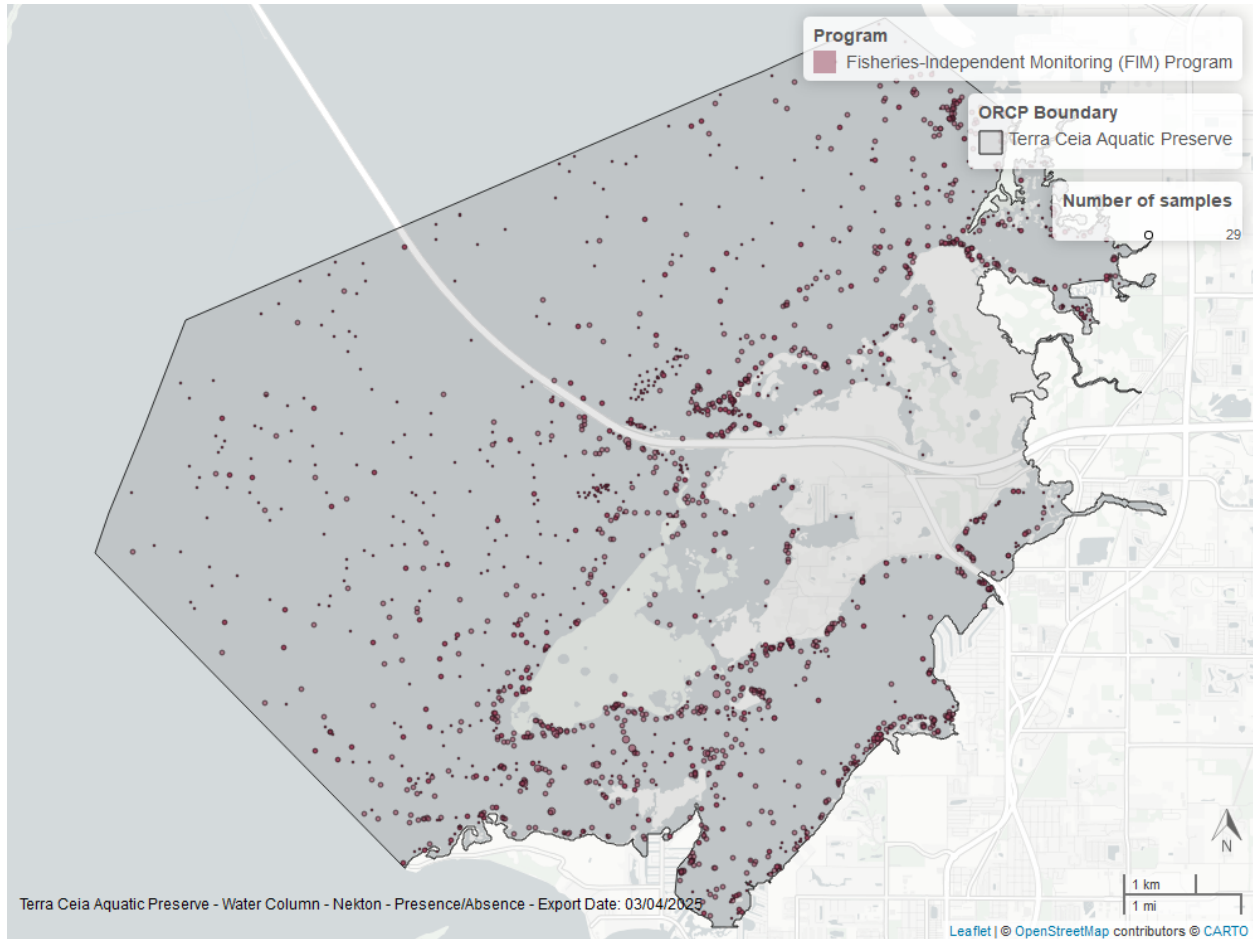 Program
Fisheries-Independent Monitoring (FIM) Program
ORCP Boundary
Terra Ceia Aquatic Preserve
Number of samples
29
N
1 km
1 mi
Terra Ceia Aquatic Preserve - Water Column - Nekton - Presence/Absence - Export Date: 03/04/2025
Leaflet | © OpenStreetMap contributors © CARTO